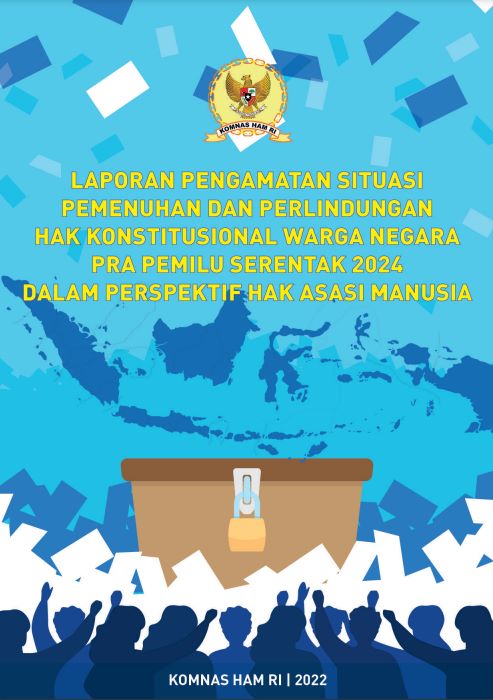 KOMNAS HAM RI
LAPORAN PENGAMATAN SITUASI
PEMENUHAN DAN PERLINDUNGAN
HAK KONSTITUSIONAL WARGA NEGARA
PRA PEMILU SERENTAK 2024
DALAM PERSPEKTIF HAK ASASI MANUSIA
KOMNAS HAM RI | 2022